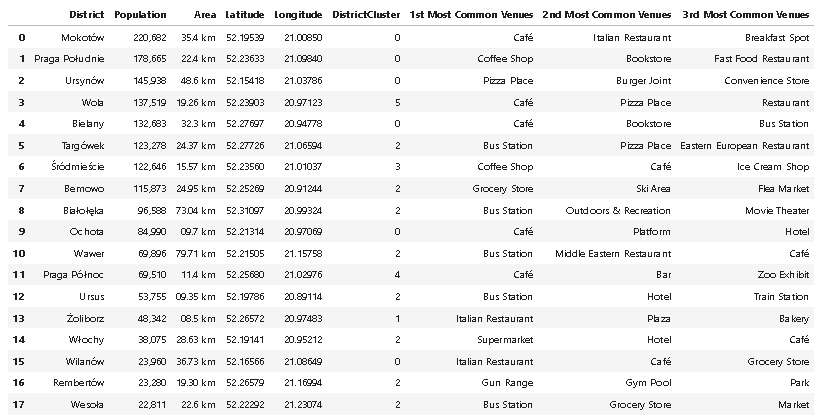 District Population Area Latitude Longitude DistrictCluster 1st Most Common Venues 2nd Most Common Venues 3rd Most Common Venues
0 Mokotów 220,682 35.4 km 52.19539 21.00850 0 Café Italian Restaurant Breakfast Spot
1 Praga Południe 178,665 22.4 km 52.23633 21.09840 0 Coffee Shop Bookstore Fast Food Restaurant
2 Ursynów 145,938 48.6 km 52.15418 21.03786 0 Pizza Place Burger Joint Convenience Store
3 Wola 137,519 19.26 km 52.23903 20.97123 5 Café Pizza Place Restaurant
4 Bielany 132,683 32.3 km 52.27697 20.94778 0 Café Bookstore Bus Station
5 Targówek 123,278 24.37 km 52.27726 21.06594 2 Bus Station Pizza Place Eastern European Restaurant
6 Śródmieście 122,646 15.57 km 52.23560 21.01037 3 Coffee Shop Café Ice Cream Shop
7 Bemowo 115,873 24.95 km 52.25269 20.91244 2 Grocery Store Ski Area Flea Market
8 Białołęka 96,588 73.04 km 52.31097 20.99324 2 Bus Station Outdoors & Recreation Movie Theater
9 Ochota 84,990 09.7 km 52.21314 20.97069 0 Café Platform Hotel
10 Wawer 69,896 79.71 km 52.21505 21.15758 2 Bus Station Middle Eastern Restaurant Café
11 Praga Północ 69,510 11.4 km 52.25680 21.02976 4 Café Bar Zoo Exhibit
12 Ursus 53,755 09.35 km 52.19786 20.89114 2 Bus Station Hotel Train Station
13 Żoliborz 48,342 08.5 km 52.26572 20.97483 1 Italian Restaurant Plaza Bakery
14 Włochy 38,075 28.63 km 52.19141 20.95212 2 Supermarket Hotel Café
15 Wilanów 23,960 36.73 km 52.16566 21.08649 0 Italian Restaurant Café Grocery Store
16 Rembertów 23,280 19.30 km 52.26579 21.16994 2 Gun Range Gym Pool Park
17 Wesoła 22,811 22.6 km 52.22292 21.23074 2 Bus Station Grocery Store Market